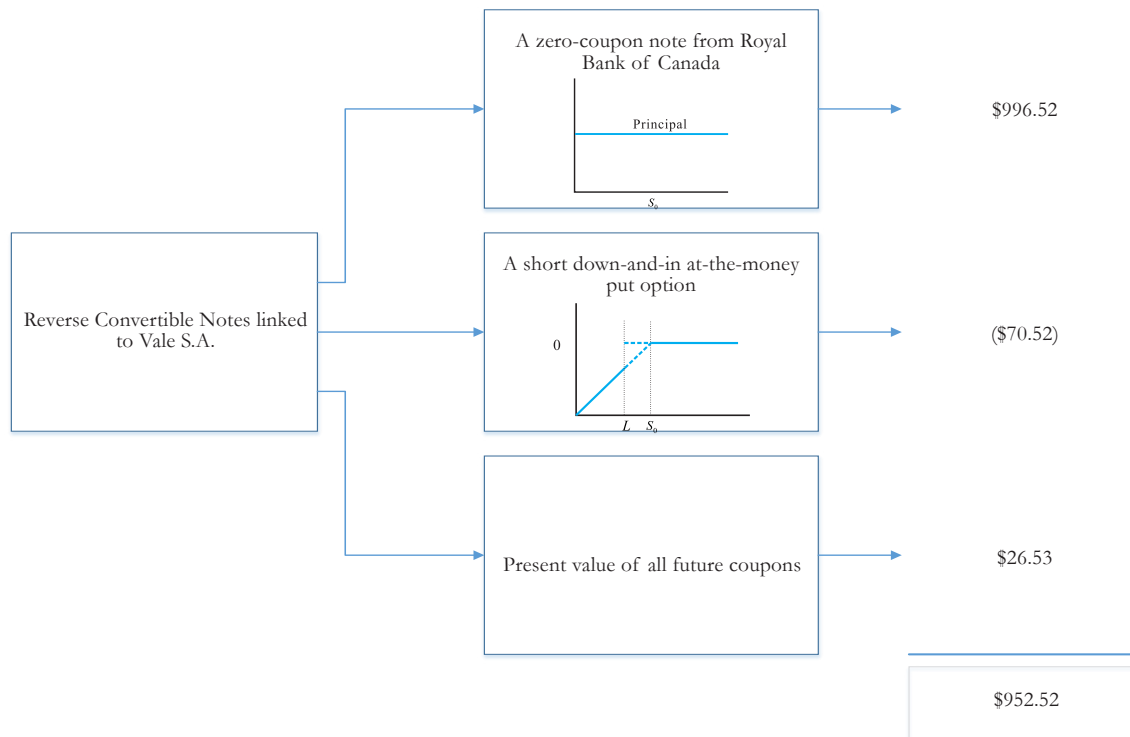 A zero-coupon note from Royal
Bank of Canada
Principal
S₀
$996.52
Reverse Convertible Notes linked
to Vale S.A.
A short down-and-in at-the-money
put option
0
L S₀
($70.52)
Present value of all future coupons
$26.53
$952.52